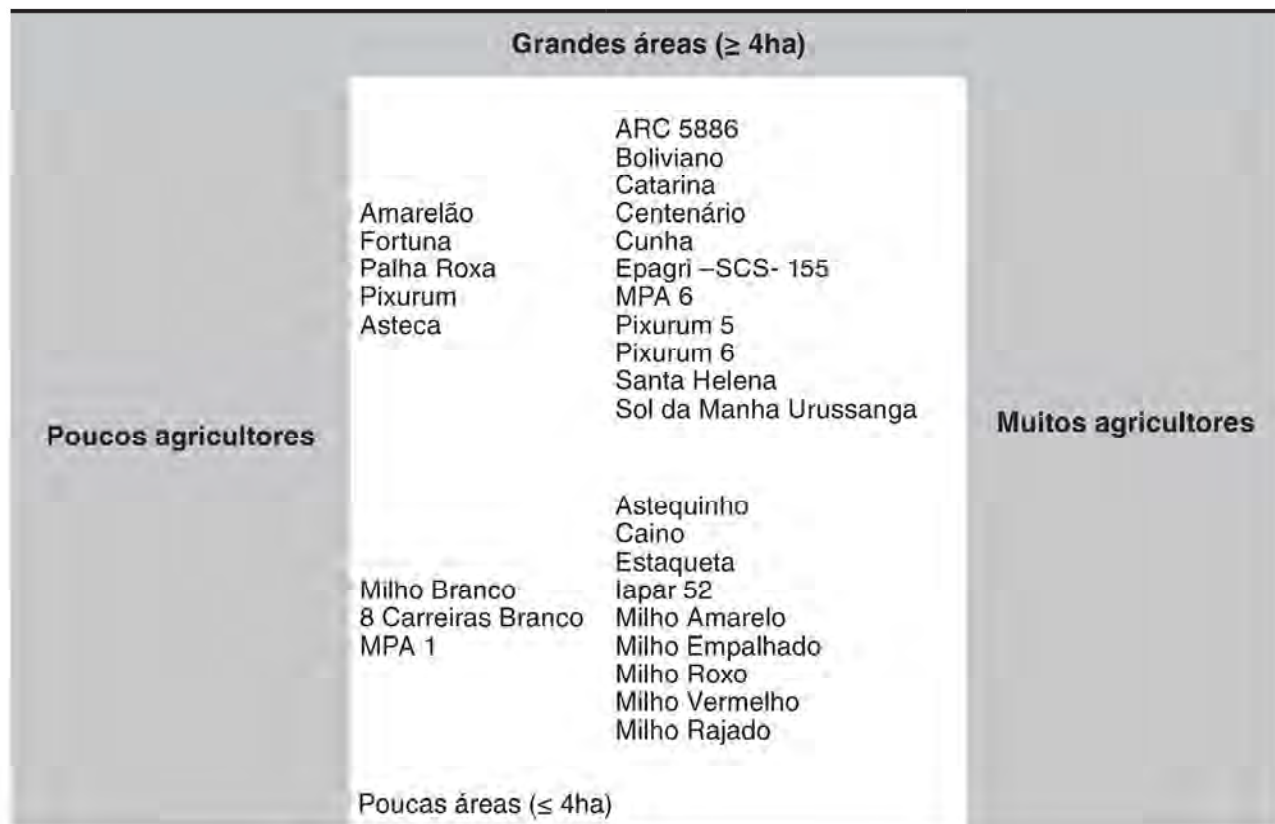 Grandes áreas (≥ 4ha)
Amarelão
Fortuna
Palha Roxa
Pixurum
Asteca
ARC 5886
Boliviano
Catarina
Centenário
Cunha
Epagri –SCS- 155
MPA 6
Pixurum 5
Pixurum 6
Santa Helena
Sol da Manha Urussanga
Poucos agricultores
Muitos agricultores
Milho Branco
8 Carreiras Branco
MPA 1
Astequinho
Caino
Estaqueta
Iapar 52
Milho Amarelo
Milho Empalhado
Milho Roxo
Milho Vermelho
Milho Rajado
Poucas áreas (≤ 4ha)